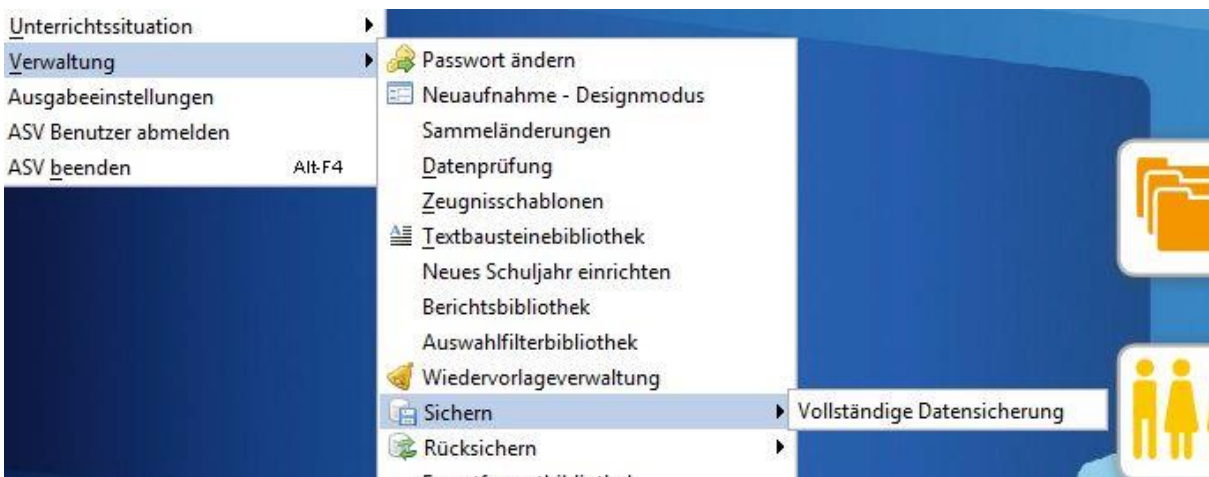 Unterrichtssituation
Verwaltung
Ausgabeeinstellungen
ASV Benutzer abmelden
ASV beenden Alt-F4
Passwort ändern
Neuaufnahme - Designmodus
Sammeländerungen
Datenprüfung
Zeugnisschablonen
Textbausteinebibliothek
Neues Schuljahr einrichten
Berichtsbibliothek
Auswahlfilterbibliothek
Wiedervorlageverwaltung
Sichern
Rücksichern
Vollständige Datensicherung